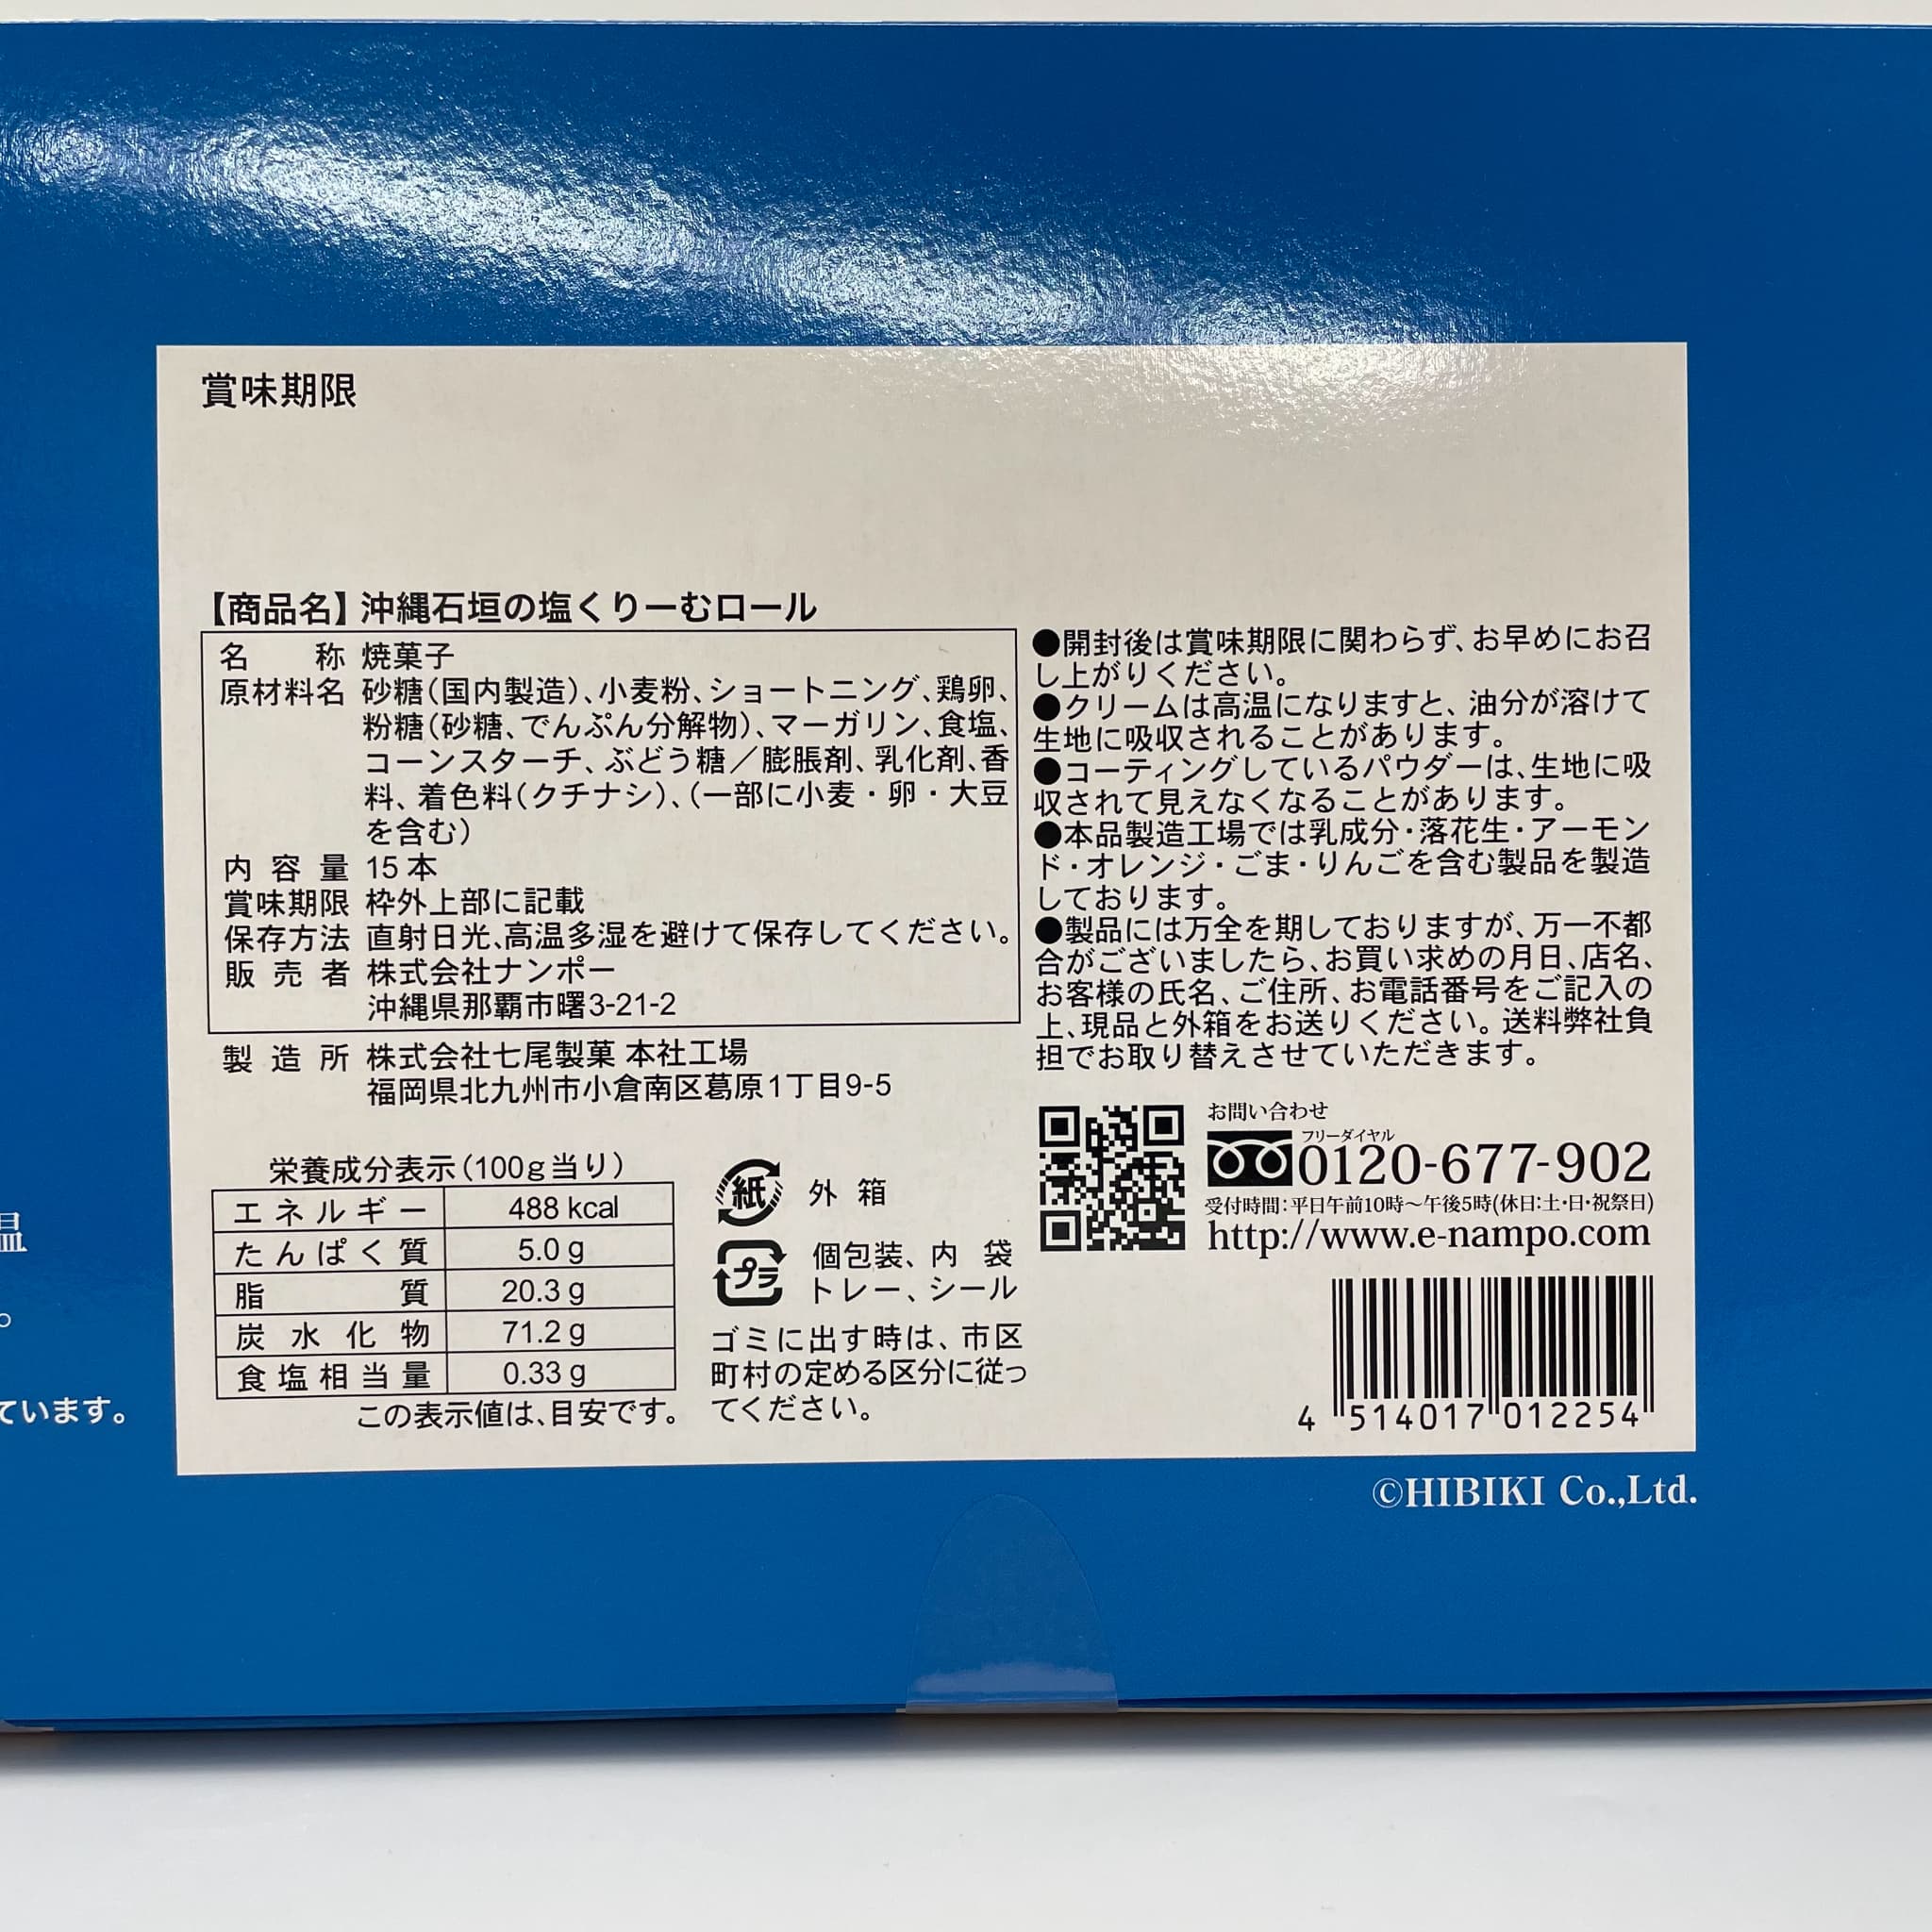 賞味期限
【商品名】沖縄石垣の塩くりーむロール
名　　称 焼菓子
原材料名 砂糖(国内製造)、小麦粉、ショートニング、鶏卵、
粉糖(砂糖、でんぷん分解物)、マーガリン、食塩、
コーンスターチ、ぶどう糖／膨脹剤、乳化剤、香
料、着色料(クチナシ)、(一部に小麦・卵・大豆
を含む)
内 容 量 15本
賞味期限 枠外上部に記載
保存方法 直射日光、高温多湿を避けて保存してください。
販 売 者 株式会社ナンポー
沖縄県那覇市曙3-21-2
製 造 所 株式会社七尾製菓 本社工場
福岡県北九州市小倉南区葛原1丁目9-5
栄養成分表示(100g当り)
エネルギー 488 kcal
たんぱく質 5.0 g
脂　　質 20.3 g
炭水化物 71.2 g
食塩相当量 0.33 g
この表示値は、目安です。
紙 外 箱
プラ 個包装、内 袋
トレー、シール
ゴミに出す時は、市区
町村の定める区分に従っ
てください。
●開封後は賞味期限に関わらず、お早めにお召
し上がりください。
●クリームは高温になりますと、油分が溶けて
生地に吸収されることがあります。
●コーティングしているパウダーは、生地に吸
収されて見えなくなることがあります。
●本品製造工場では乳成分・落花生・アーモン
ド・オレンジ・ごま・りんごを含む製品を製造
しております。
●製品には万全を期しておりますが、万一不都
合がございましたら、お買い求めの月日、店名、
お客様の氏名、ご住所、お電話番号をご記入の
上、現品と外箱をお送りください。送料弊社負
担でお取り替えさせていただきます。
お問い合わせ
フリーダイヤル
0120-677-902
受付時間：平日午前10時～午後5時(休日：土・日・祝祭日)
http://www.e-nampo.com
4 514017 012254
©HIBIKI Co.,Ltd.
。
ています。